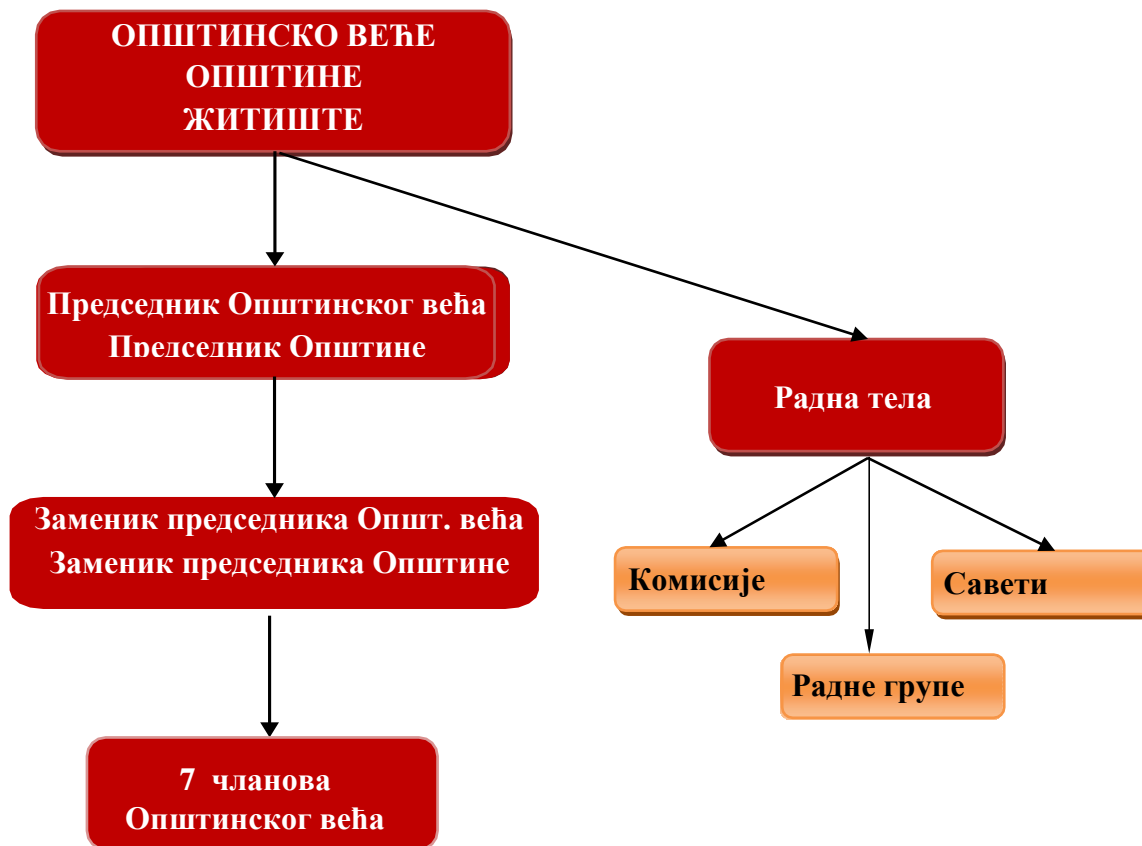 ОПШТИНСКО ВЕЋЕ
ОПШТИНЕ
ЖИТИШТЕ
Председник Општинског већа
Председник Општине
Радна тела
Заменик председника Општ. већа
Заменик председника Општине
Комисије
Савети
Радне групе
7 чланова
Општинског већа